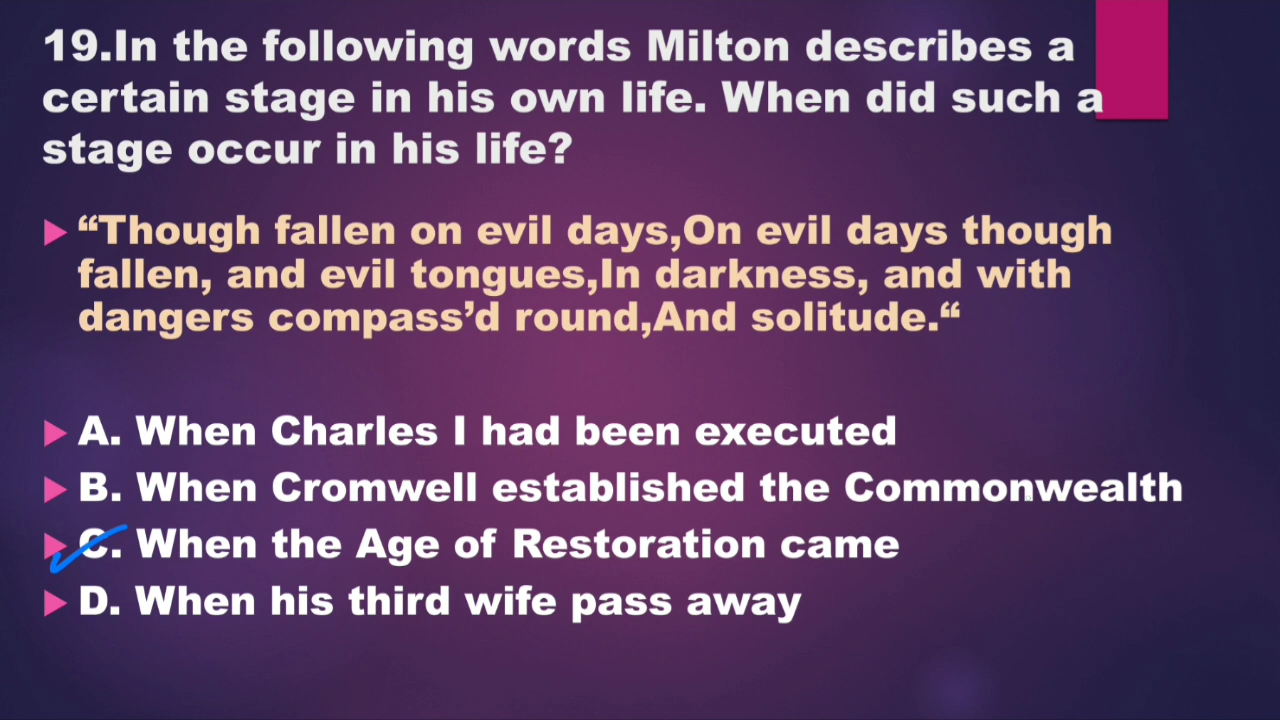 19.In the following words Milton describes a
certain stage in his own life. When did such a
stage occur in his life?
“Though fallen on evil days,On evil days though
fallen, and evil tongues,In darkness, and with
dangers compass’d round,And solitude.“
A. When Charles I had been executed
B. When Cromwell established the Commonwealth
C. When the Age of Restoration came
D. When his third wife pass away